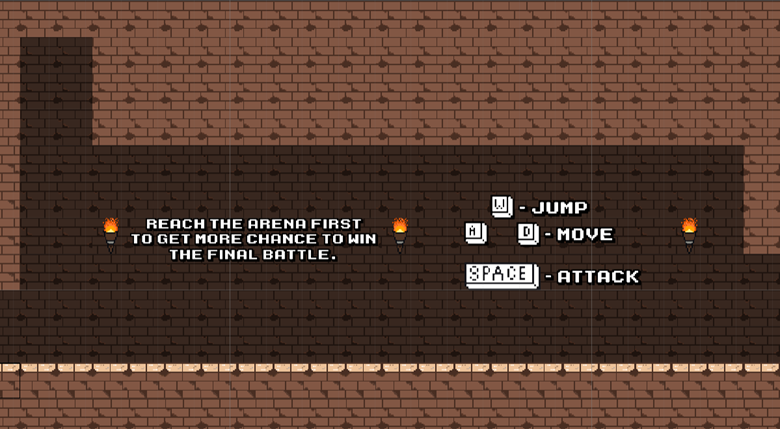 REACH THE ARENA FIRST
TO GET MORE CHANCE TO WIN
THE FINAL BATTLE.
W - JUMP
A D - MOVE
SPACE - ATTACK